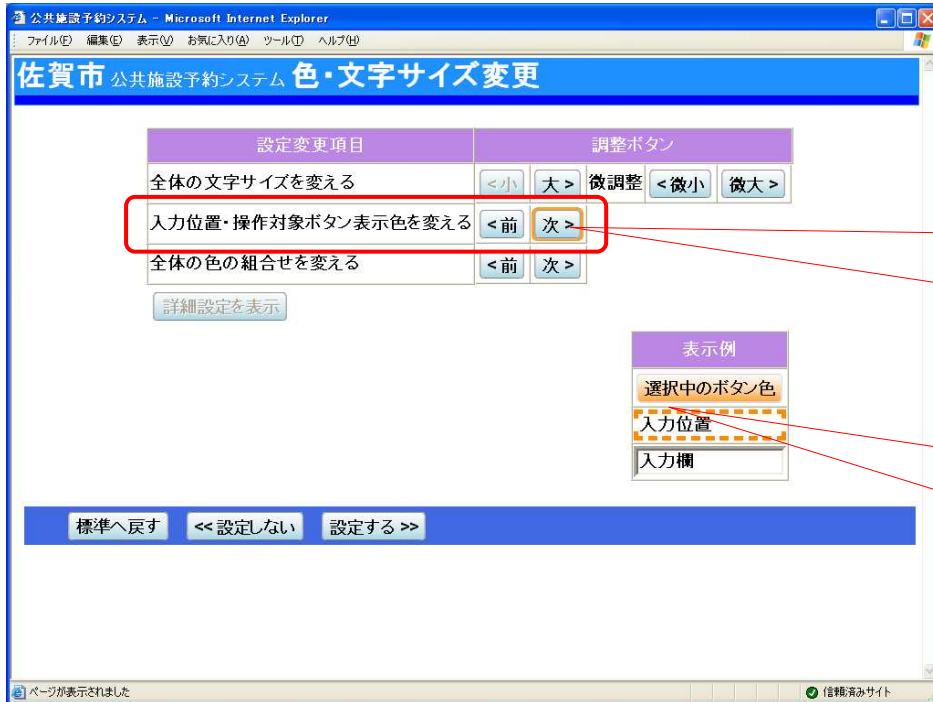 公共施設予約システム - Microsoft Internet Explorer
ファイル(F) 編集(E) 表示(V) お気に入り(A) ツール(T) ヘルプ(H)
佐賀市 公共施設予約システム 色・文字サイズ変更
設定変更項目 調整ボタン
全体の文字サイズを変える <小 大> 微調整 <微小 微大>
入力位置・操作対象ボタン表示色を変える <前 次>
全体の色の組合せを変える <前 次>
詳細設定を表示
表示例
選択中のボタン色
入力位置
入力欄
標準へ戻す <<設定しない 設定する>>
ページが表示されました 信頼済みサイト